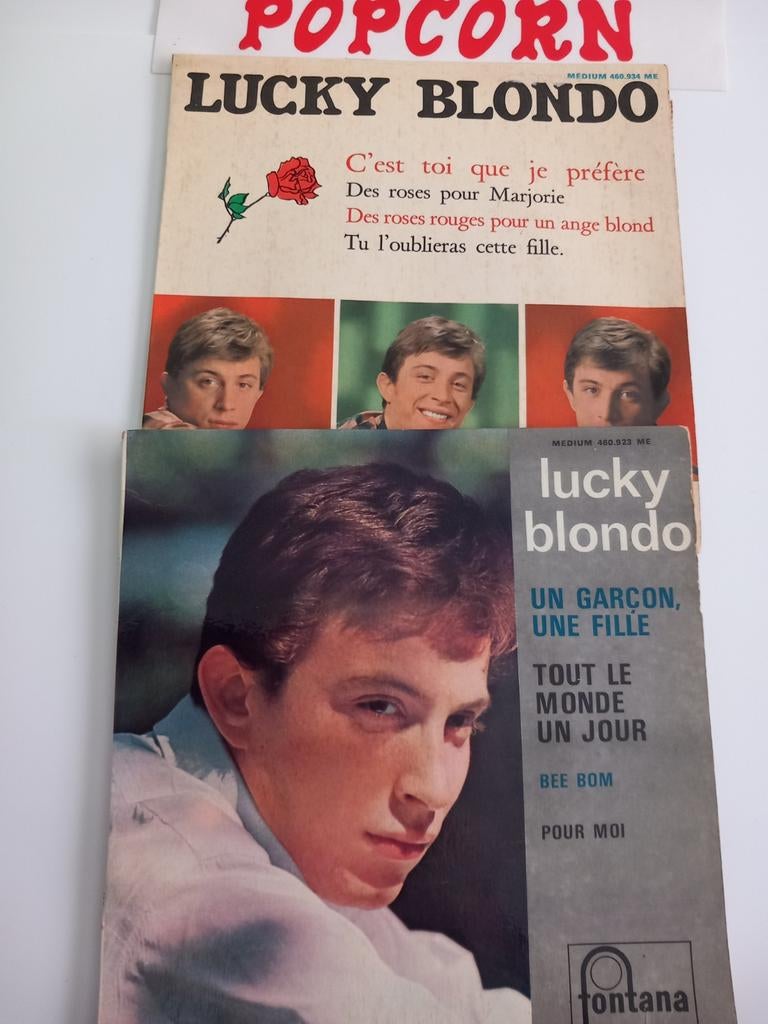 POPCORN
MEDIUM 460.934 ME
LUCKY BLONDO
C'est toi que je préfère
Des roses pour Marjorie
Des roses rouges pour un ange blond
Tu l'oublieras cette fille.
MEDIUM 460.923 ME
lucky
blondo
UN GARÇON,
UNE FILLE
TOUT LE
MONDE
UN JOUR
BEE BOM
POUR MOI
fontana